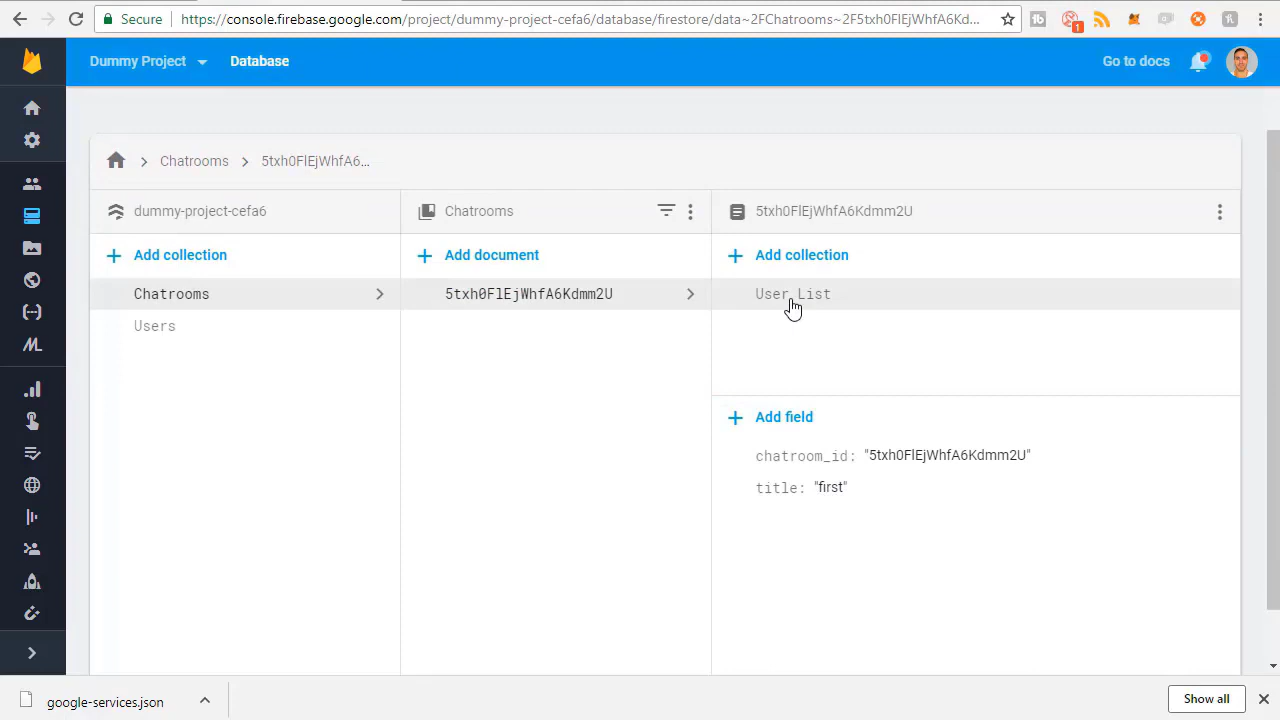 Secure
https://console.firebase.google.com/project/dummy-project-cefa6/database/firestore/data~2FChatrooms~2F5txh0FlEjWhfA6Kd...
1
Dummy Project
Database
Go to docs
Chatrooms
5txh0FlEjWhfA6...
dummy-project-cefa6
Chatrooms
5txh0FlEjWhfA6Kdmm2U
Add collection
Add document
Add collection
Chatrooms
5txh0FlEjWhfA6Kdmm2U
User List
Users
Add field
chatroom_id: "5txh0FlEjWhfA6Kdmm2U"
title: "first"
google-services.json
Show all